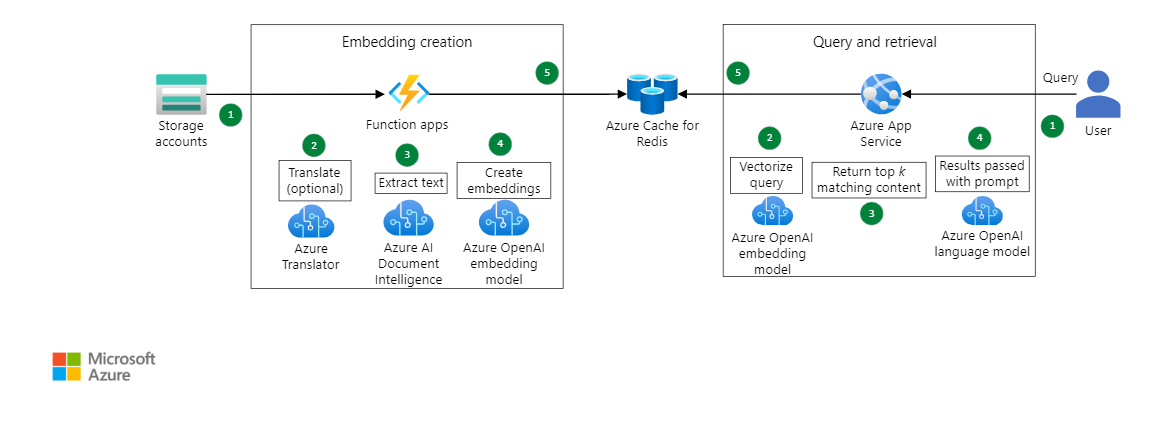 Embedding creation
5
1
Storage
accounts
Function apps
2
Translate
(optional)
Azure
Translator
3
Extract text
Azure AI
Document
Intelligence
4
Create
embeddings
Azure OpenAI
embedding
model
Azure Cache for
Redis
Query and retrieval
5
Query
1
User
Azure App
Service
2
Vectorize
query
Azure OpenAI
embedding
model
Return top k
matching content
3
4
Results passed
with prompt
Azure OpenAI
language model
Microsoft
Azure